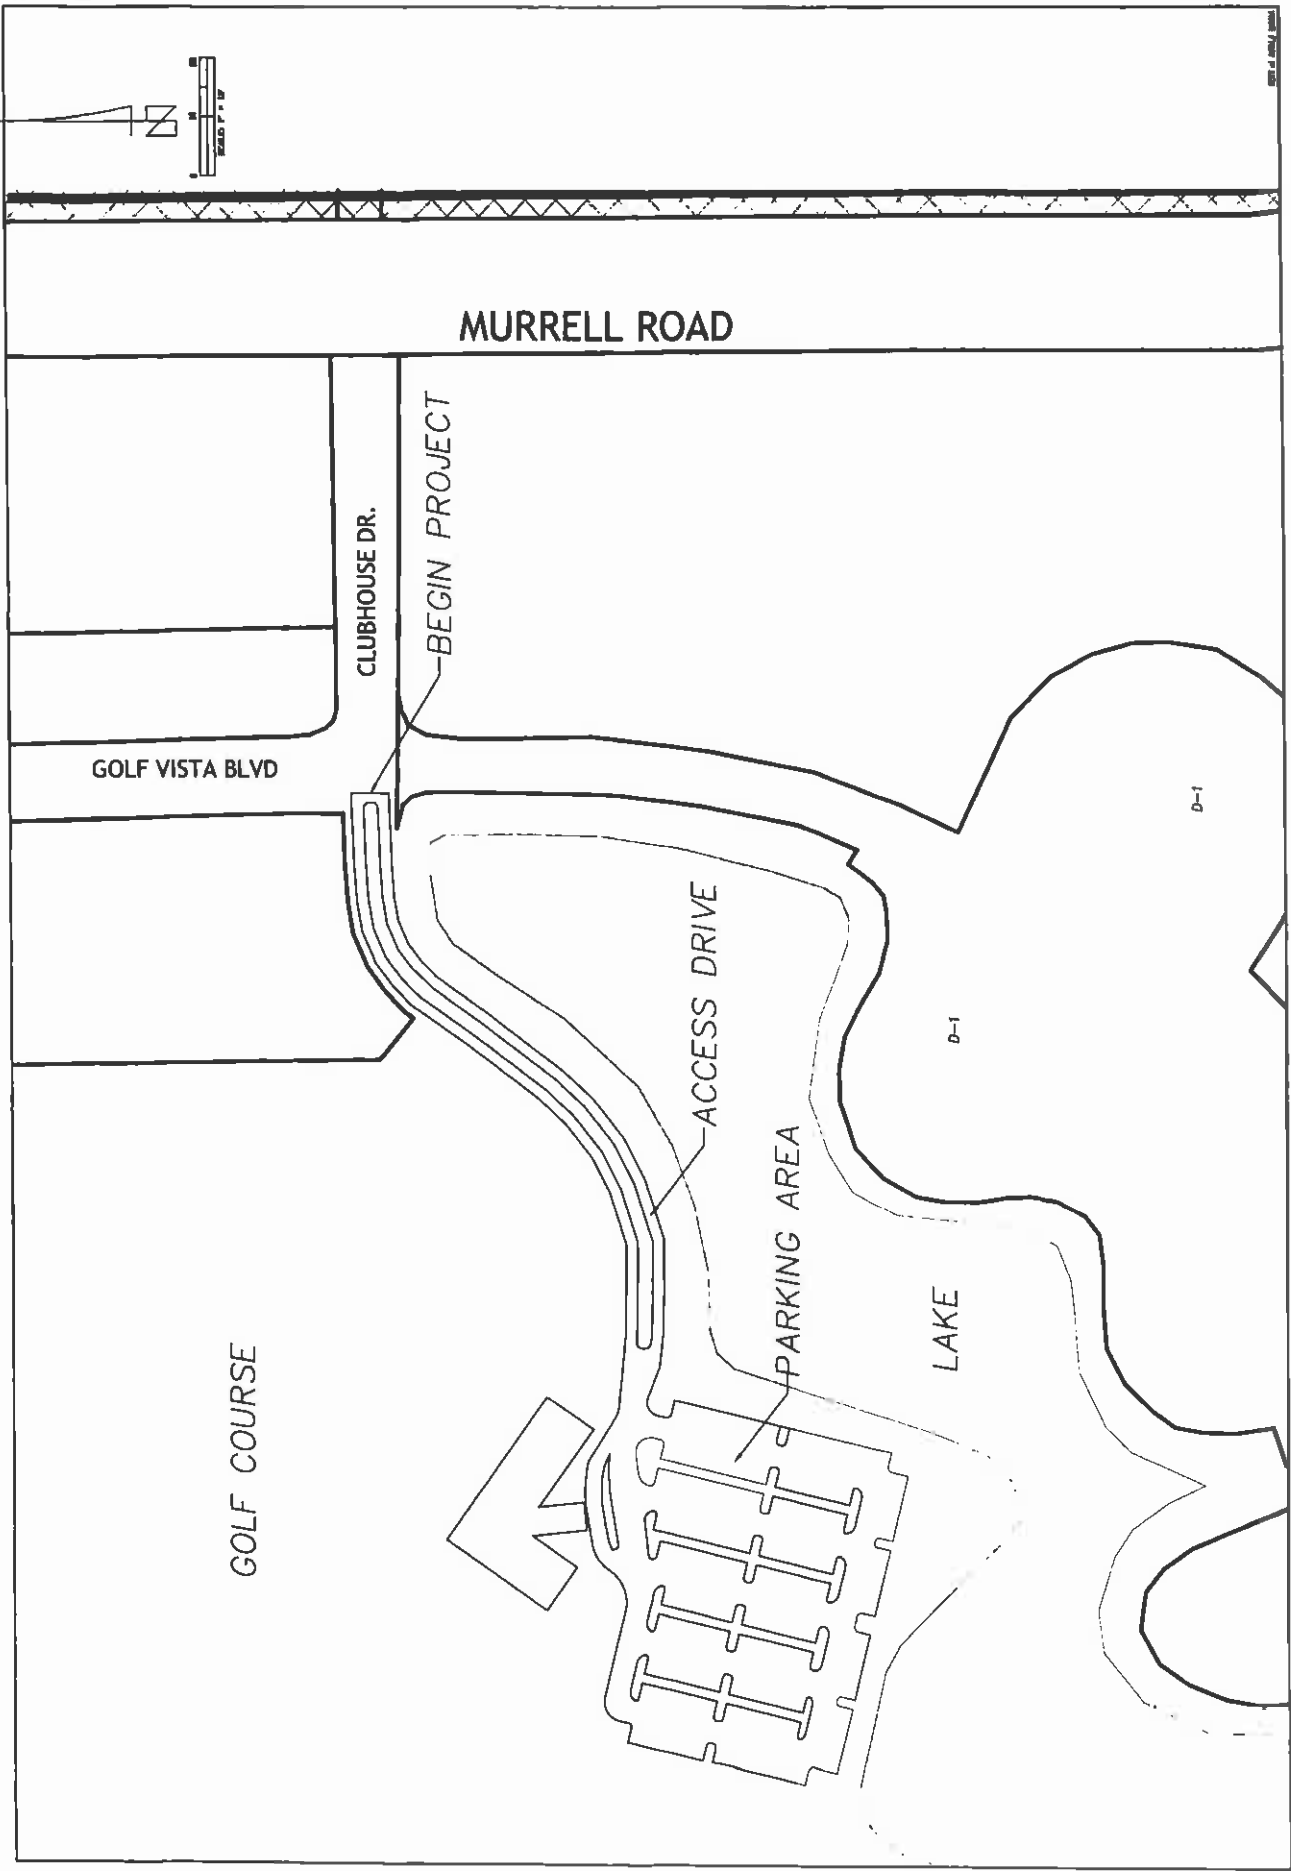 N
MURRELL ROAD
BEGIN PROJECT
CLUBHOUSE DR.
GOLF VISTA BLVD
D-1
ACCESS DRIVE
D-1
PARKING AREA
LAKE
GOLF COURSE